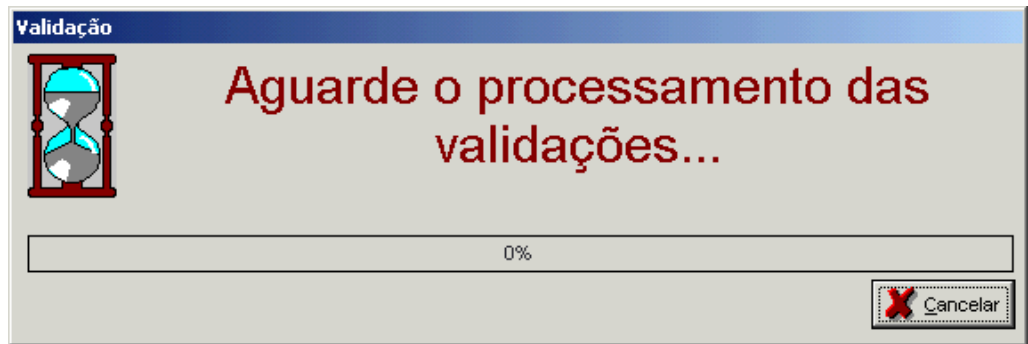 Validação
Aguarde o processamento das
validações...
0%
Cancelar